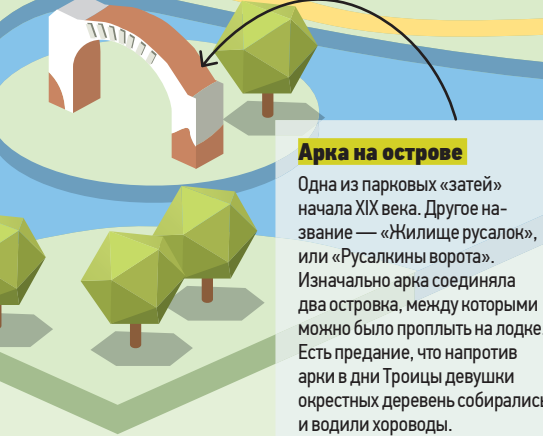 Арка на острове
Одна из парковых «затей»
начала XIX века. Другое на-
звание — «Жилище русалок»,
или «Русалкины ворота».
Изначально арка соединяла
два островка, между которыми
можно было проплыть на лодке.
Есть предание, что напротив
арки в дни Троицы девушки
окрестных деревень собирались
и водили хороводы.